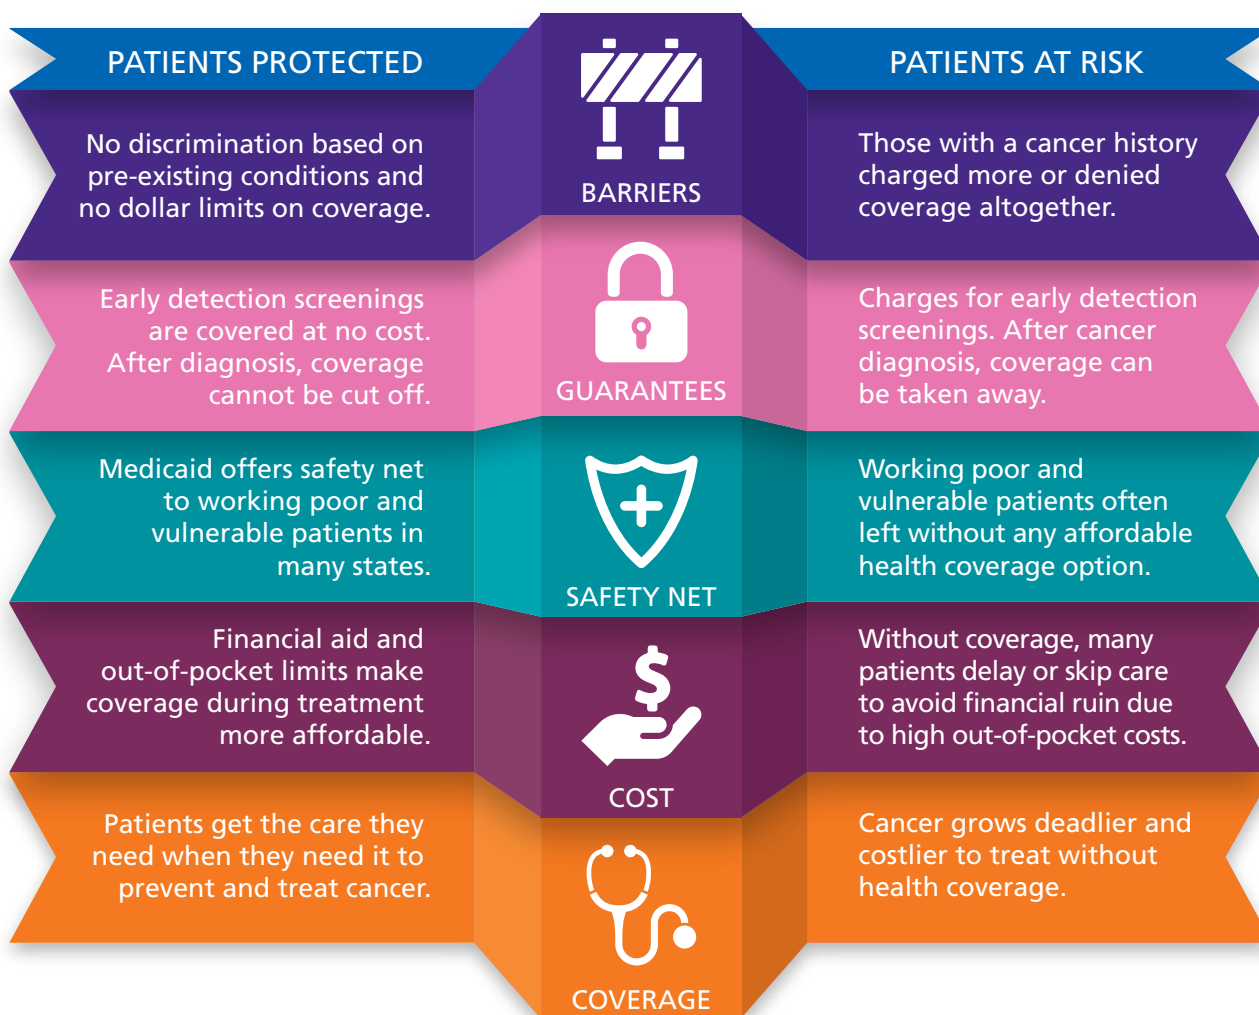 PATIENTS PROTECTED
PATIENTS AT RISK
No discrimination based on
pre-existing conditions and
no dollar limits on coverage.
BARRIERS
Those with a cancer history
charged more or denied
coverage altogether.
Early detection screenings
are covered at no cost.
After diagnosis, coverage
cannot be cut off.
GUARANTEES
Charges for early detection
screenings. After cancer
diagnosis, coverage can
be taken away.
Medicaid offers safety net
to working poor and
vulnerable patients in
many states.
SAFETY NET
Working poor and
vulnerable patients often
left without any affordable
health coverage option.
Financial aid and
out-of-pocket limits make
coverage during treatment
more affordable.
$
COST
Without coverage, many
patients delay or skip care
to avoid financial ruin due
to high out-of-pocket costs.
Patients get the care they
need when they need it to
prevent and treat cancer.
COVERAGE
Cancer grows deadlier and
costlier to treat without
health coverage.